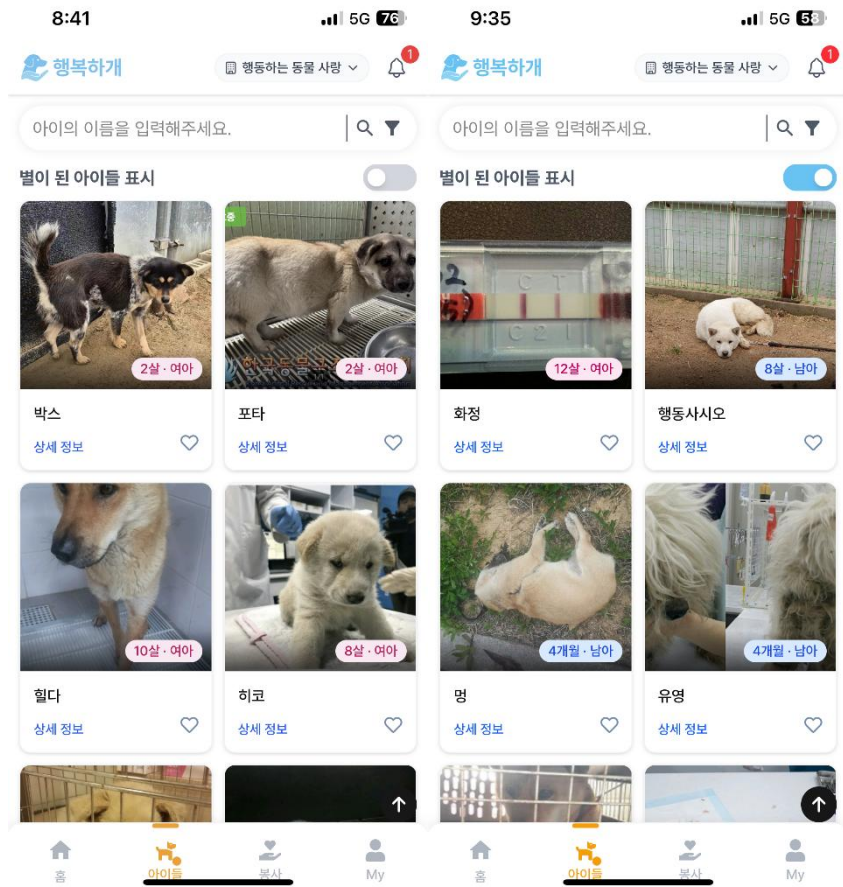 8:41
5G 76
행복하개
행동하는 동물 사랑
1
아이의 이름을 입력해주세요.
별이 된 아이들 표시
중
2살 · 여아
2살 · 여아
박스
포타
상세 정보
상세 정보
10살 · 여아
8살 · 여아
힐다
히코
상세 정보
상세 정보
홈
아이들
봉사
My
9:35
5G 58
행복하개
행동하는 동물 사랑
1
아이의 이름을 입력해주세요.
별이 된 아이들 표시
C T
C21
12살 · 여아
8살 · 남아
화정
행동사시오
상세 정보
상세 정보
4개월 · 남아
4개월 · 남아
멍
유영
상세 정보
상세 정보
홈
아이들
봉사
My